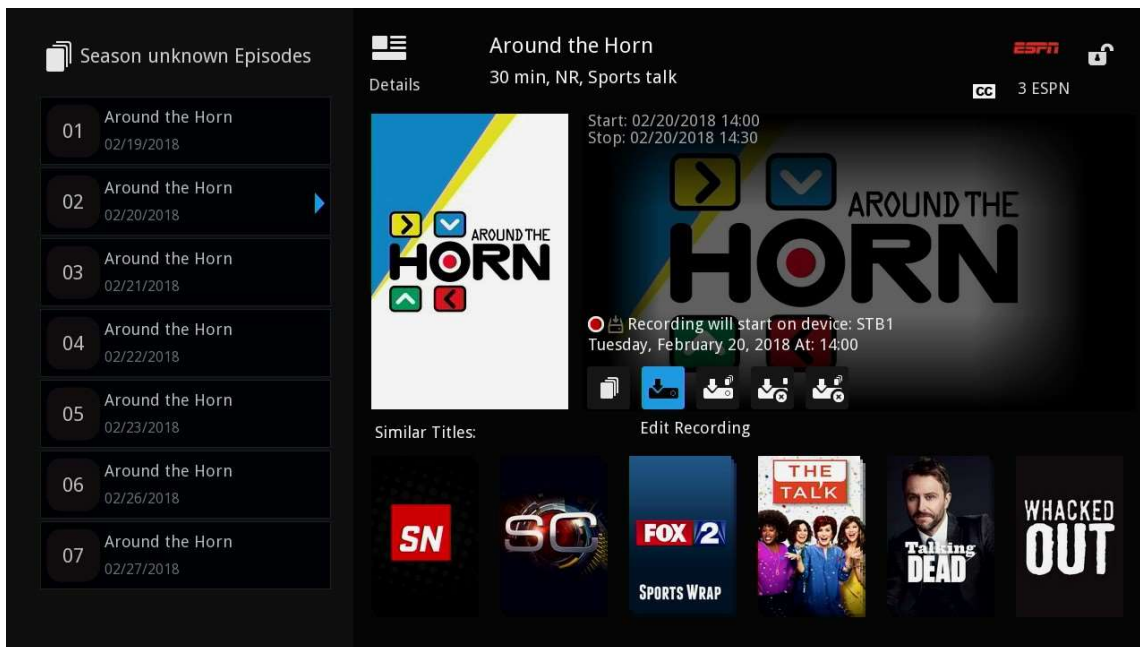 Season unknown Episodes
01
Around the Horn
02/19/2018
02
Around the Horn
02/20/2018
03
Around the Horn
02/21/2018
04
Around the Horn
02/22/2018
05
Around the Horn
02/23/2018
06
Around the Horn
02/26/2018
07
Around the Horn
02/27/2018
Details
Around the Horn
30 min, NR, Sports talk
ESPN
CC
3 ESPN
AROUND THE
HORN
Start: 02/20/2018 14:00
Stop: 02/20/2018 14:30
AROUND THE
HORN
Recording will start on device: STB1
Tuesday, February 20, 2018 At: 14:00
Edit Recording
Similar Titles:
SN
SC
FOX 2
SPORTS WRAP
THE
TALK
Talking
DEAD
WHACKED
OUT